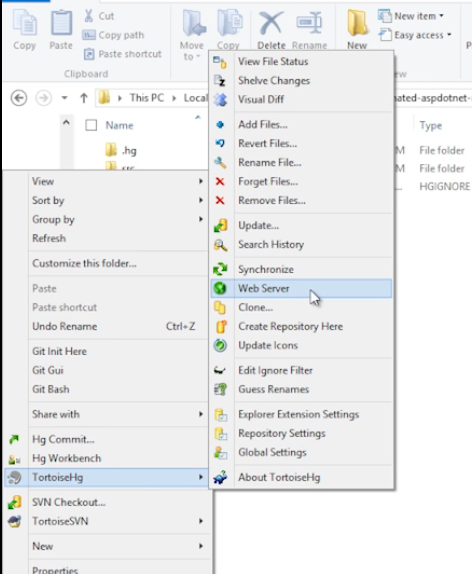 Cut
Copy path
Paste shortcut
Copy
Paste
Move to
Copy
Delete
Rename
New
New item
Easy access
Clipboard
This PC
Local
nated-aspdotnet-
Name
Type
.hg
File folder
File folder
HGIGNORE
View
Sort by
Group by
Refresh
Customize this folder...
Paste
Paste shortcut
Undo Rename Ctrl+Z
Git Init Here
Git Gui
Git Bash
Share with
Hg Commit...
Hg Workbench
TortoiseHg
SVN Checkout...
TortoiseSVN
New
Properties
View File Status
Shelve Changes
Visual Diff
Add Files...
Revert Files...
Rename File...
Forget Files...
Remove Files...
Update...
Search History
Synchronize
Web Server
Clone...
Create Repository Here
Update Icons
Edit Ignore Filter
Guess Renames
Explorer Extension Settings
Repository Settings
Global Settings
About TortoiseHg